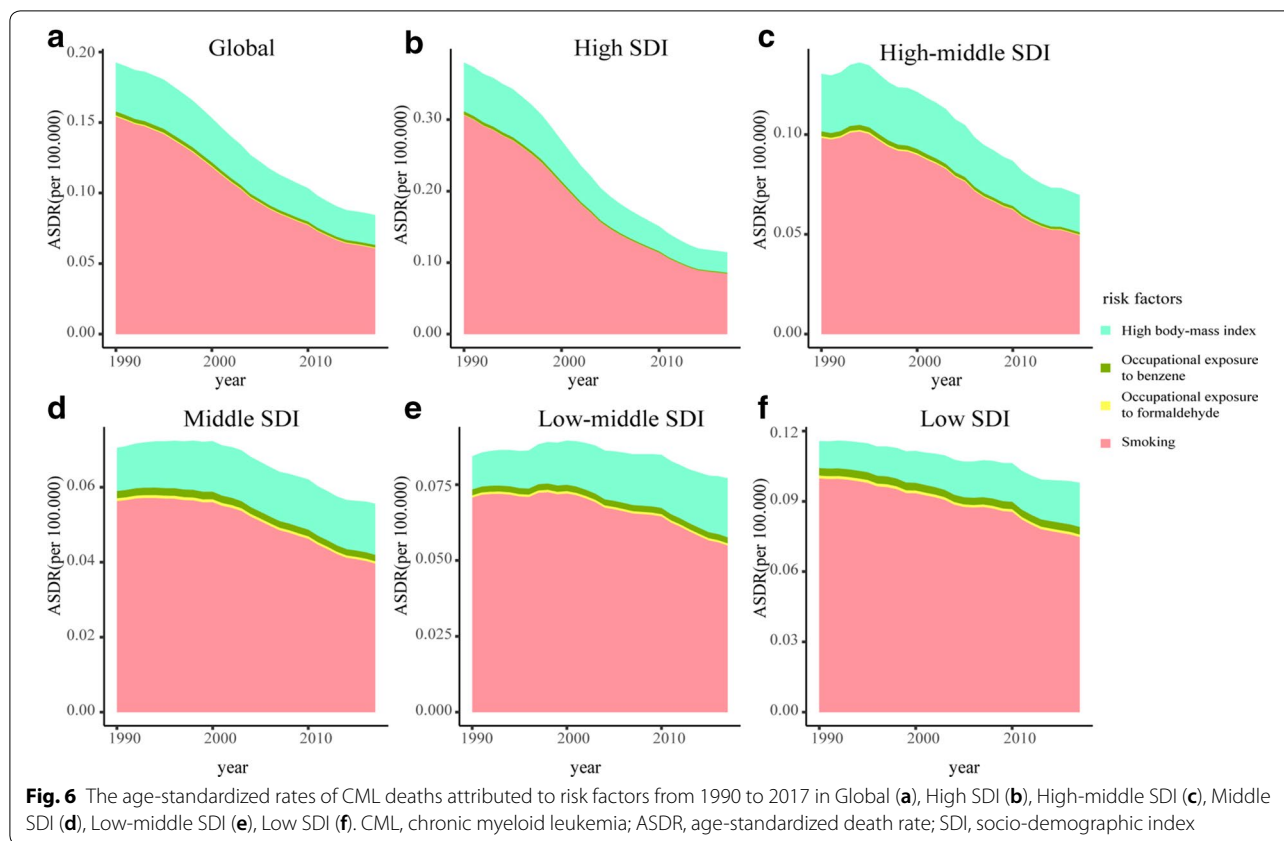 a
Global
ASDR(per 100.000)
0.20
0.15
0.10
0.05
0.00
1990
2000
2010
year
b
High SDI
ASDR(per 100.000)
0.30
0.20
0.10
0.00
1990
2000
2010
year
c
High-middle SDI
ASDR(per 100.000)
0.10
0.05
0.00
1990
2000
2010
year
risk factors
High body-mass index
Occupational exposure
to benzene
Occupational exposure
to formaldehyde
Smoking
d
Middle SDI
ASDR(per 100.000)
0.06
0.04
0.02
0.00
1990
2000
2010
year
e
Low-middle SDI
ASDR(per 100.000)
0.075
0.050
0.025
0.000
1990
2000
2010
year
f
Low SDI
ASDR(per 100.000)
0.12
0.09
0.06
0.03
0.00
1990
2000
2010
year
Fig. 6 The age-standardized rates of CML deaths attributed to risk factors from 1990 to 2017 in Global (a), High SDI (b), High-middle SDI (c), Middle
SDI (d), Low-middle SDI (e), Low SDI (f). CML, chronic myeloid leukemia; ASDR, age-standardized death rate; SDI, socio-demographic index